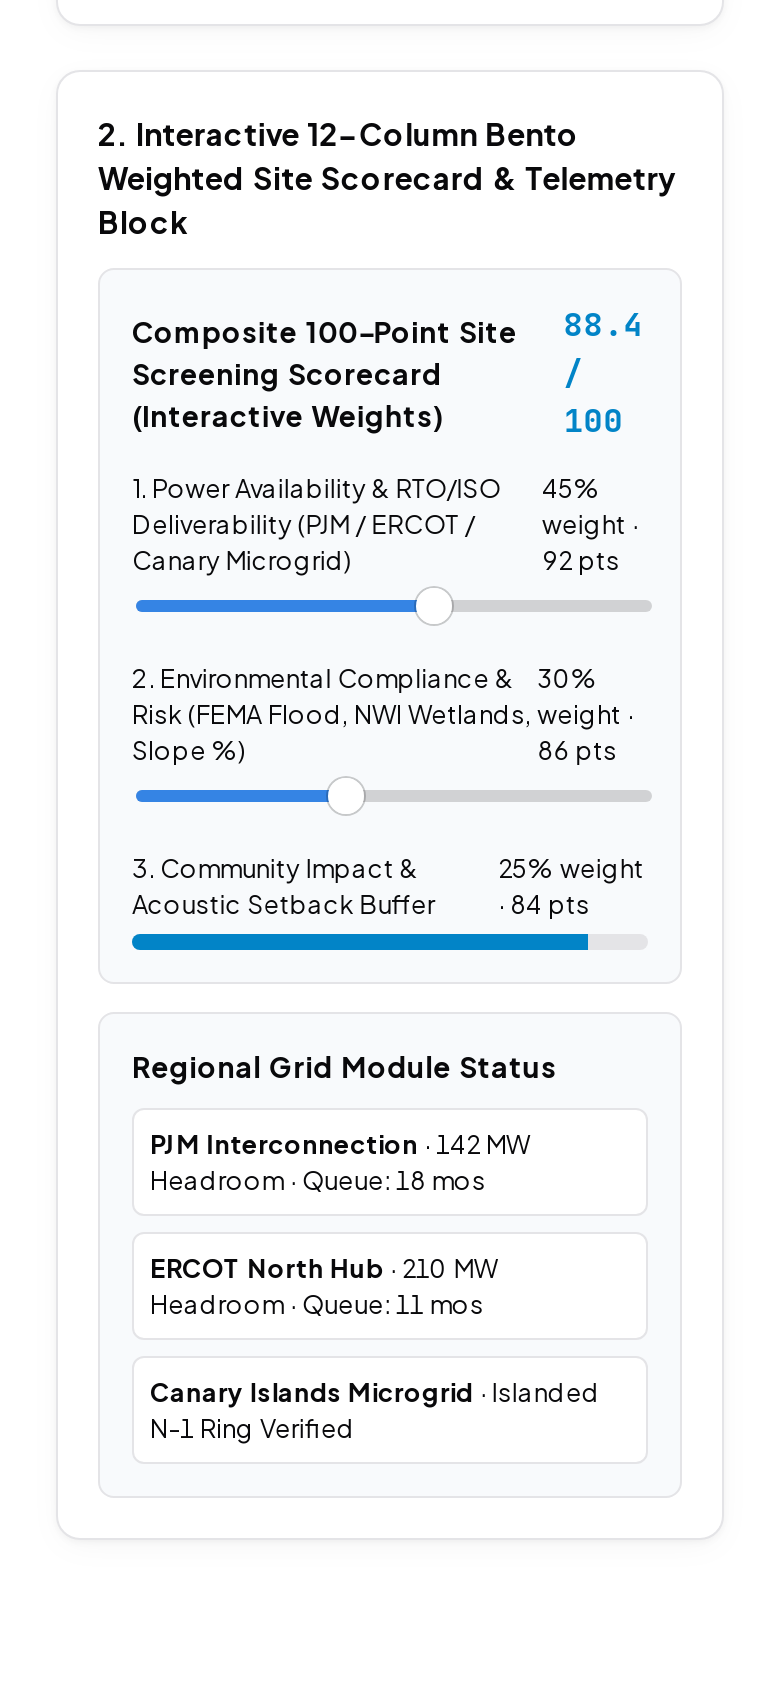 2. Interactive 12-Column Bento
Weighted Site Scorecard & Telemetry
Block
Composite 100-Point Site
Screening Scorecard
(Interactive Weights)
88.4
/
100
1. Power Availability & RTO/ISO
Deliverability (PJM / ERCOT /
Canary Microgrid)
45%
weight ·
92 pts
2. Environmental Compliance &
Risk (FEMA Flood, NWI Wetlands,
Slope %)
30%
weight ·
86 pts
3. Community Impact &
Acoustic Setback Buffer
25% weight
· 84 pts
Regional Grid Module Status
PJM Interconnection · 142 MW
Headroom · Queue: 18 mos
ERCOT North Hub · 210 MW
Headroom · Queue: 11 mos
Canary Islands Microgrid · Islanded
N-1 Ring Verified